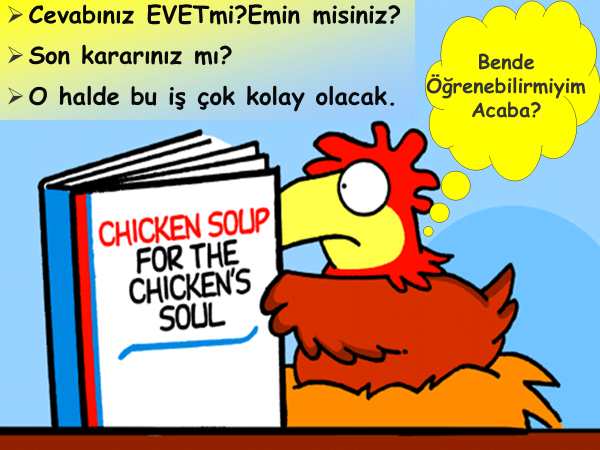 ➢ Cevabınız EVETmi?Emin misiniz?
➢ Son kararınız mı?
➢ O halde bu iş çok kolay olacak.
Bende
Öğrenebilirmiyim
Acaba?
CHICKEN SOUP
FOR THE
CHICKEN'S
SOUL